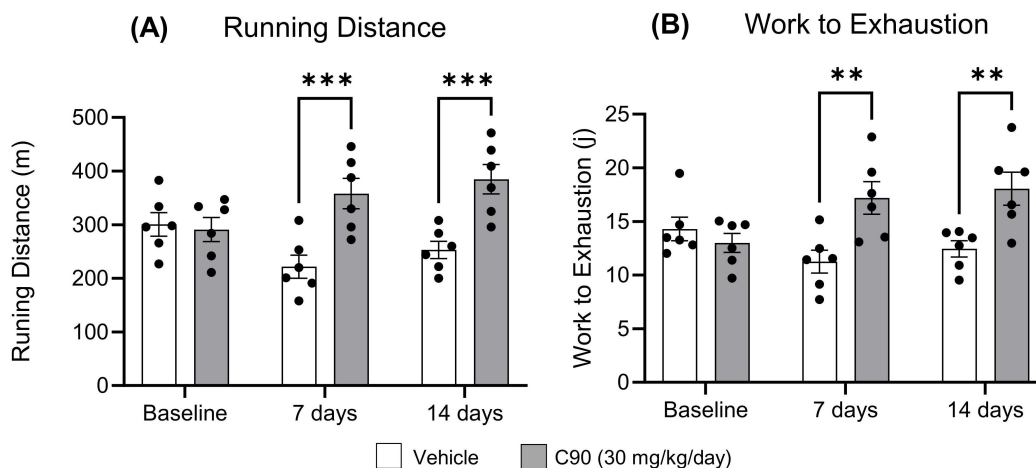 (A) Running Distance
*** ***
Runing Distance (m)
500
400
300
200
100
0
Baseline 7 days 14 days
(B) Work to Exhaustion
** **
Work to Exhaustion (j)
25
20
15
10
5
0
Baseline 7 days 14 days
Vehicle C90 (30 mg/kg/day)